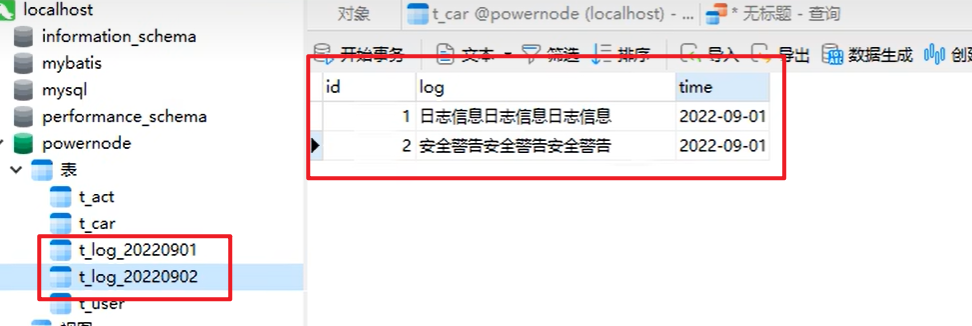 localhost
information_schema
mybatis
mysql
performance_schema
powernode
表
t_act
t_car
t_log_20220901
t_log_20220902
t_user
视图
对象
t_car @powernode (localhost) - ...
* 无标题 - 查询
开始事务
文本
筛选
排序
导入
导出
数据生成
创建
id log time
1 日志信息日志信息日志信息 2022-09-01
2 安全警告安全警告安全警告 2022-09-01